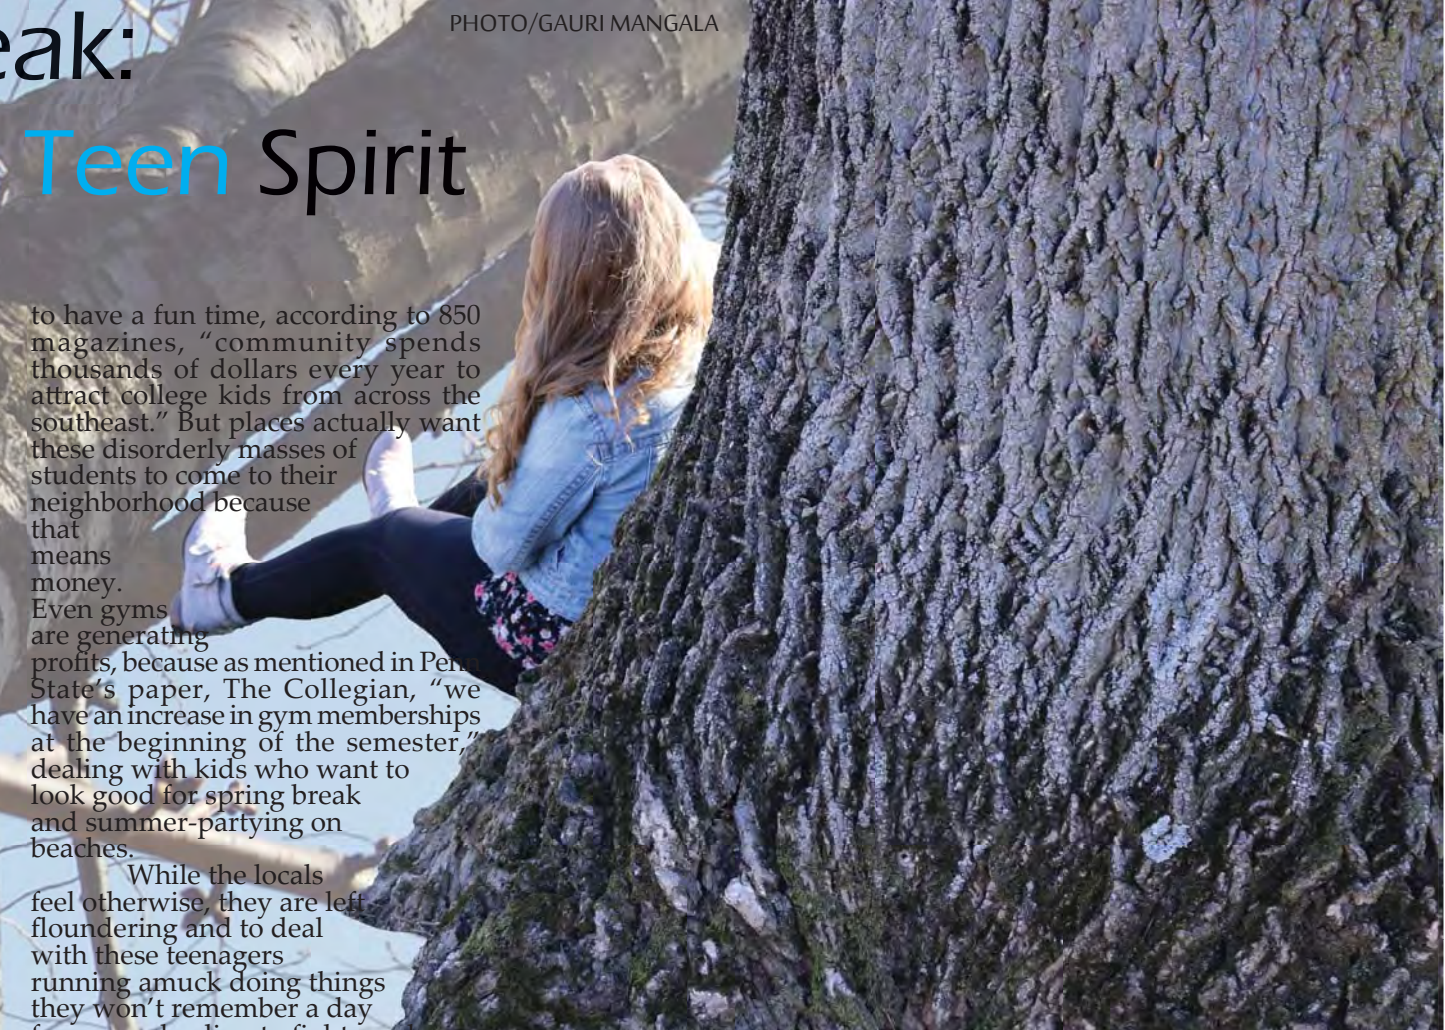 PHOTO/GAURI MANGALA
eak:
Teen Spirit
to have a fun time, according to 850
magazines, “community spends
thousands of dollars every year to
attract college kids from across the
southeast.” But places actually want
these disorderly masses of
students to come to their
neighborhood because
that
means
money.
Even gyms
are generating
profits, because as mentioned in Penn
State’s paper, The Collegian, “we
have an increase in gym memberships
at the beginning of the semester,”
dealing with kids who want to
look good for spring break
and summer-partying on
beaches.
While the locals
feel otherwise, they are left
floundering and to deal
with these teenagers
running amuck doing things
they won’t remember a day